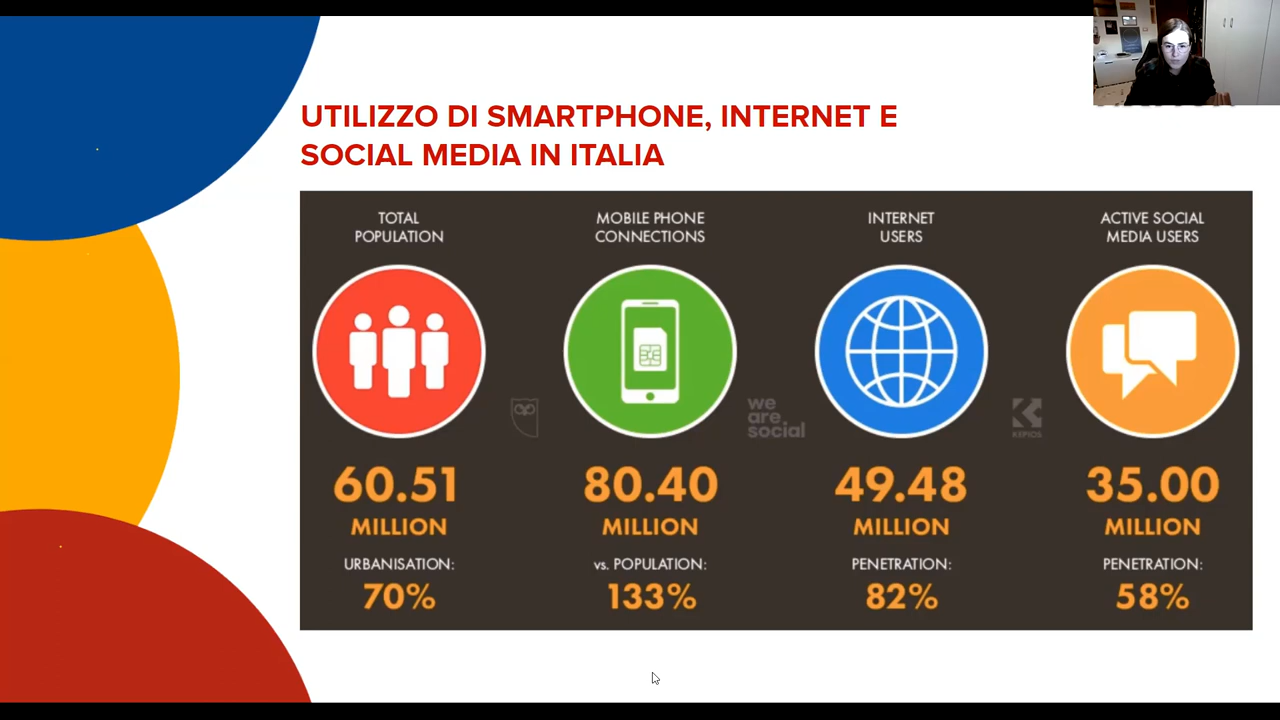 UTILIZZO DI SMARTPHONE, INTERNET E
SOCIAL MEDIA IN ITALIA
TOTAL
POPULATION
60.51
MILLION
URBANISATION:
70%
MOBILE PHONE
CONNECTIONS
80.40
MILLION
vs. POPULATION:
133%
INTERNET
USERS
49.48
MILLION
PENETRATION:
82%
ACTIVE SOCIAL
MEDIA USERS
35.00
MILLION
PENETRATION:
58%
we
are
social
KEPIOS